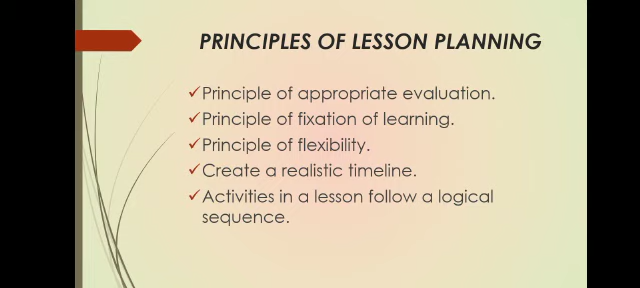 PRINCIPLES OF LESSON PLANNING
✓Principle of appropriate evaluation.
✓Principle of fixation of learning.
✓Principle of flexibility.
✓Create a realistic timeline.
✓Activities in a lesson follow a logical
sequence.